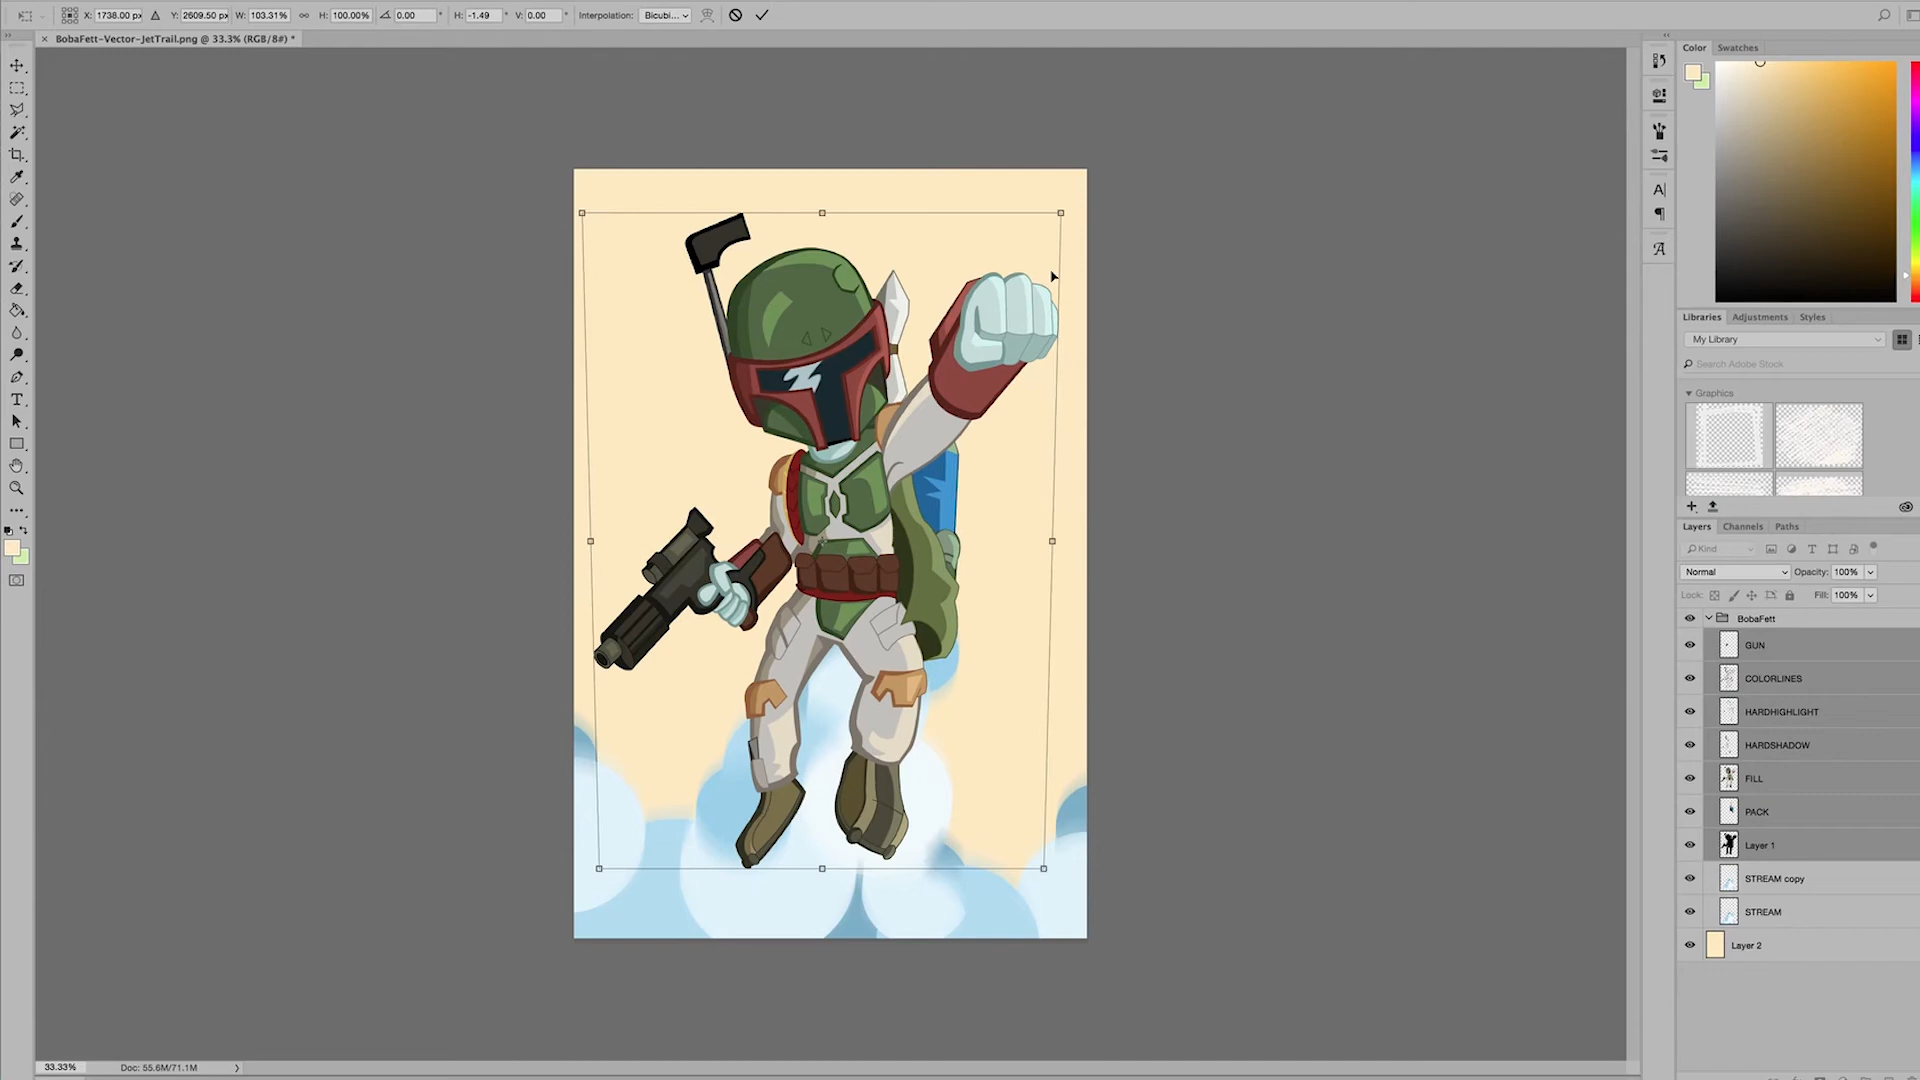 X: 1738.00 px Y: 2609.50 px W: 103.31% H: 100.00% 0.00 ° H: -1.49 ° V: 0.00 ° Interpolation: Bicubi...
× BobaFett-Vector-JetTrail.png @ 33.3% (RGB/8#) *
Color Swatches
Libraries Adjustments Styles
My Library
Search Adobe Stock
Graphics
Layers Channels Paths
Kind
Normal Opacity: 100%
Lock: Fill: 100%
BobaFett
GUN
COLORLINES
HARDHIGHLIGHT
HARDSHADOW
FILL
PACK
Layer 1
STREAM copy
STREAM
Layer 2
33.33% Doc: 55.6M/71.1M